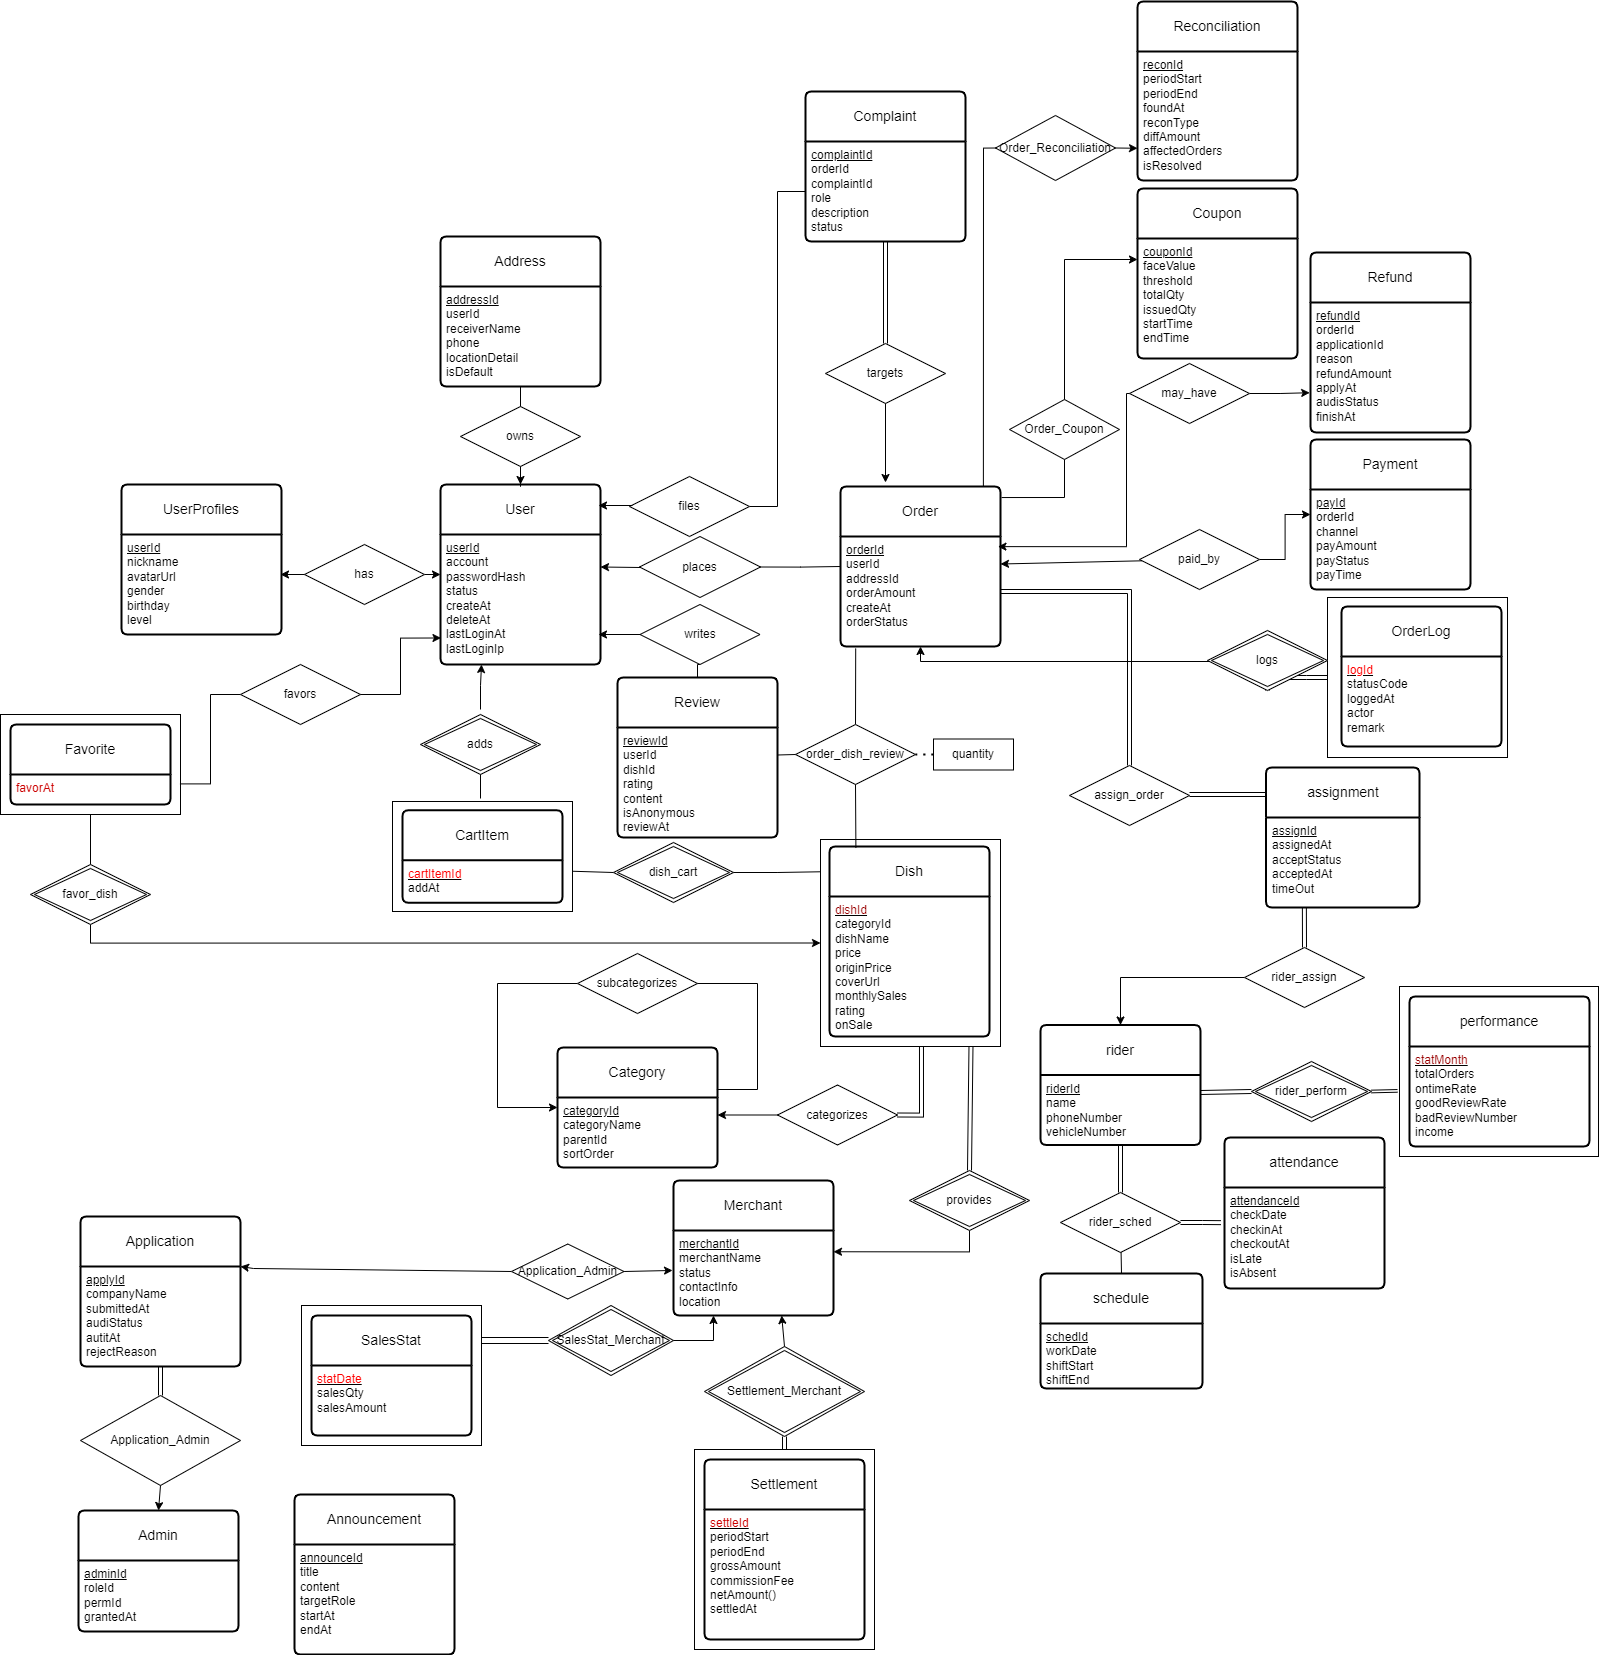 Reconciliation
reconId
periodStart
periodEnd
foundAt
reconType
diffAmount
affectedOrders
isResolved
Order_Reconciliation
Complaint
complaintId
orderId
complaintId
role
description
status
Coupon
couponId
faceValue
threshold
totalQty
issuedQty
startTime
endTime
Address
addressId
userId
receiverName
phone
locationDetail
isDefault
Refund
refundId
orderId
applicationId
reason
refundAmount
applyAt
audisStatus
finishAt
targets
may_have
Order_Coupon
owns
Payment
payId
orderId
channel
payAmount
payStatus
payTime
UserProfiles
userId
nickname
avatarUrl
gender
birthday
level
has
User
userId
account
passwordHash
status
createAt
deleteAt
lastLoginAt
lastLoginIp
files
places
writes
Order
orderId
userId
addressId
orderAmount
createAt
orderStatus
paid_by
logs
OrderLog
logId
statusCode
loggedAt
actor
remark
favors
Favorite
favorAt
adds
Review
reviewId
userId
dishId
rating
content
isAnonymous
reviewAt
order_dish_review
quantity
assign_order
assignment
assignId
assignedAt
acceptStatus
acceptedAt
timeOut
CartItem
cartItemId
addAt
dish_cart
favor_dish
Dish
dishId
categoryId
dishName
price
originPrice
coverUrl
monthlySales
rating
onSale
subcategorizes
rider_assign
Category
categoryId
categoryName
parentId
sortOrder
categorizes
rider
riderId
name
phoneNumber
vehicleNumber
rider_perform
performance
statMonth
totalOrders
ontimeRate
goodReviewRate
badReviewNumber
income
provides
rider_sched
attendance
attendanceId
checkDate
checkinAt
checkoutAt
isLate
isAbsent
Merchant
merchantId
merchantName
status
contactInfo
location
Application
applyId
companyName
submittedAt
audiStatus
autitAt
rejectReason
Application_Admin
schedule
schedId
workDate
shiftStart
shiftEnd
SalesStat
statDate
salesQty
salesAmount
SalesStat_Merchant
Settlement_Merchant
Application_Admin
Settlement
settleId
periodStart
periodEnd
grossAmount
commissionFee
netAmount()
settledAt
Admin
adminId
roleId
permId
grantedAt
Announcement
announceId
title
content
targetRole
startAt
endAt